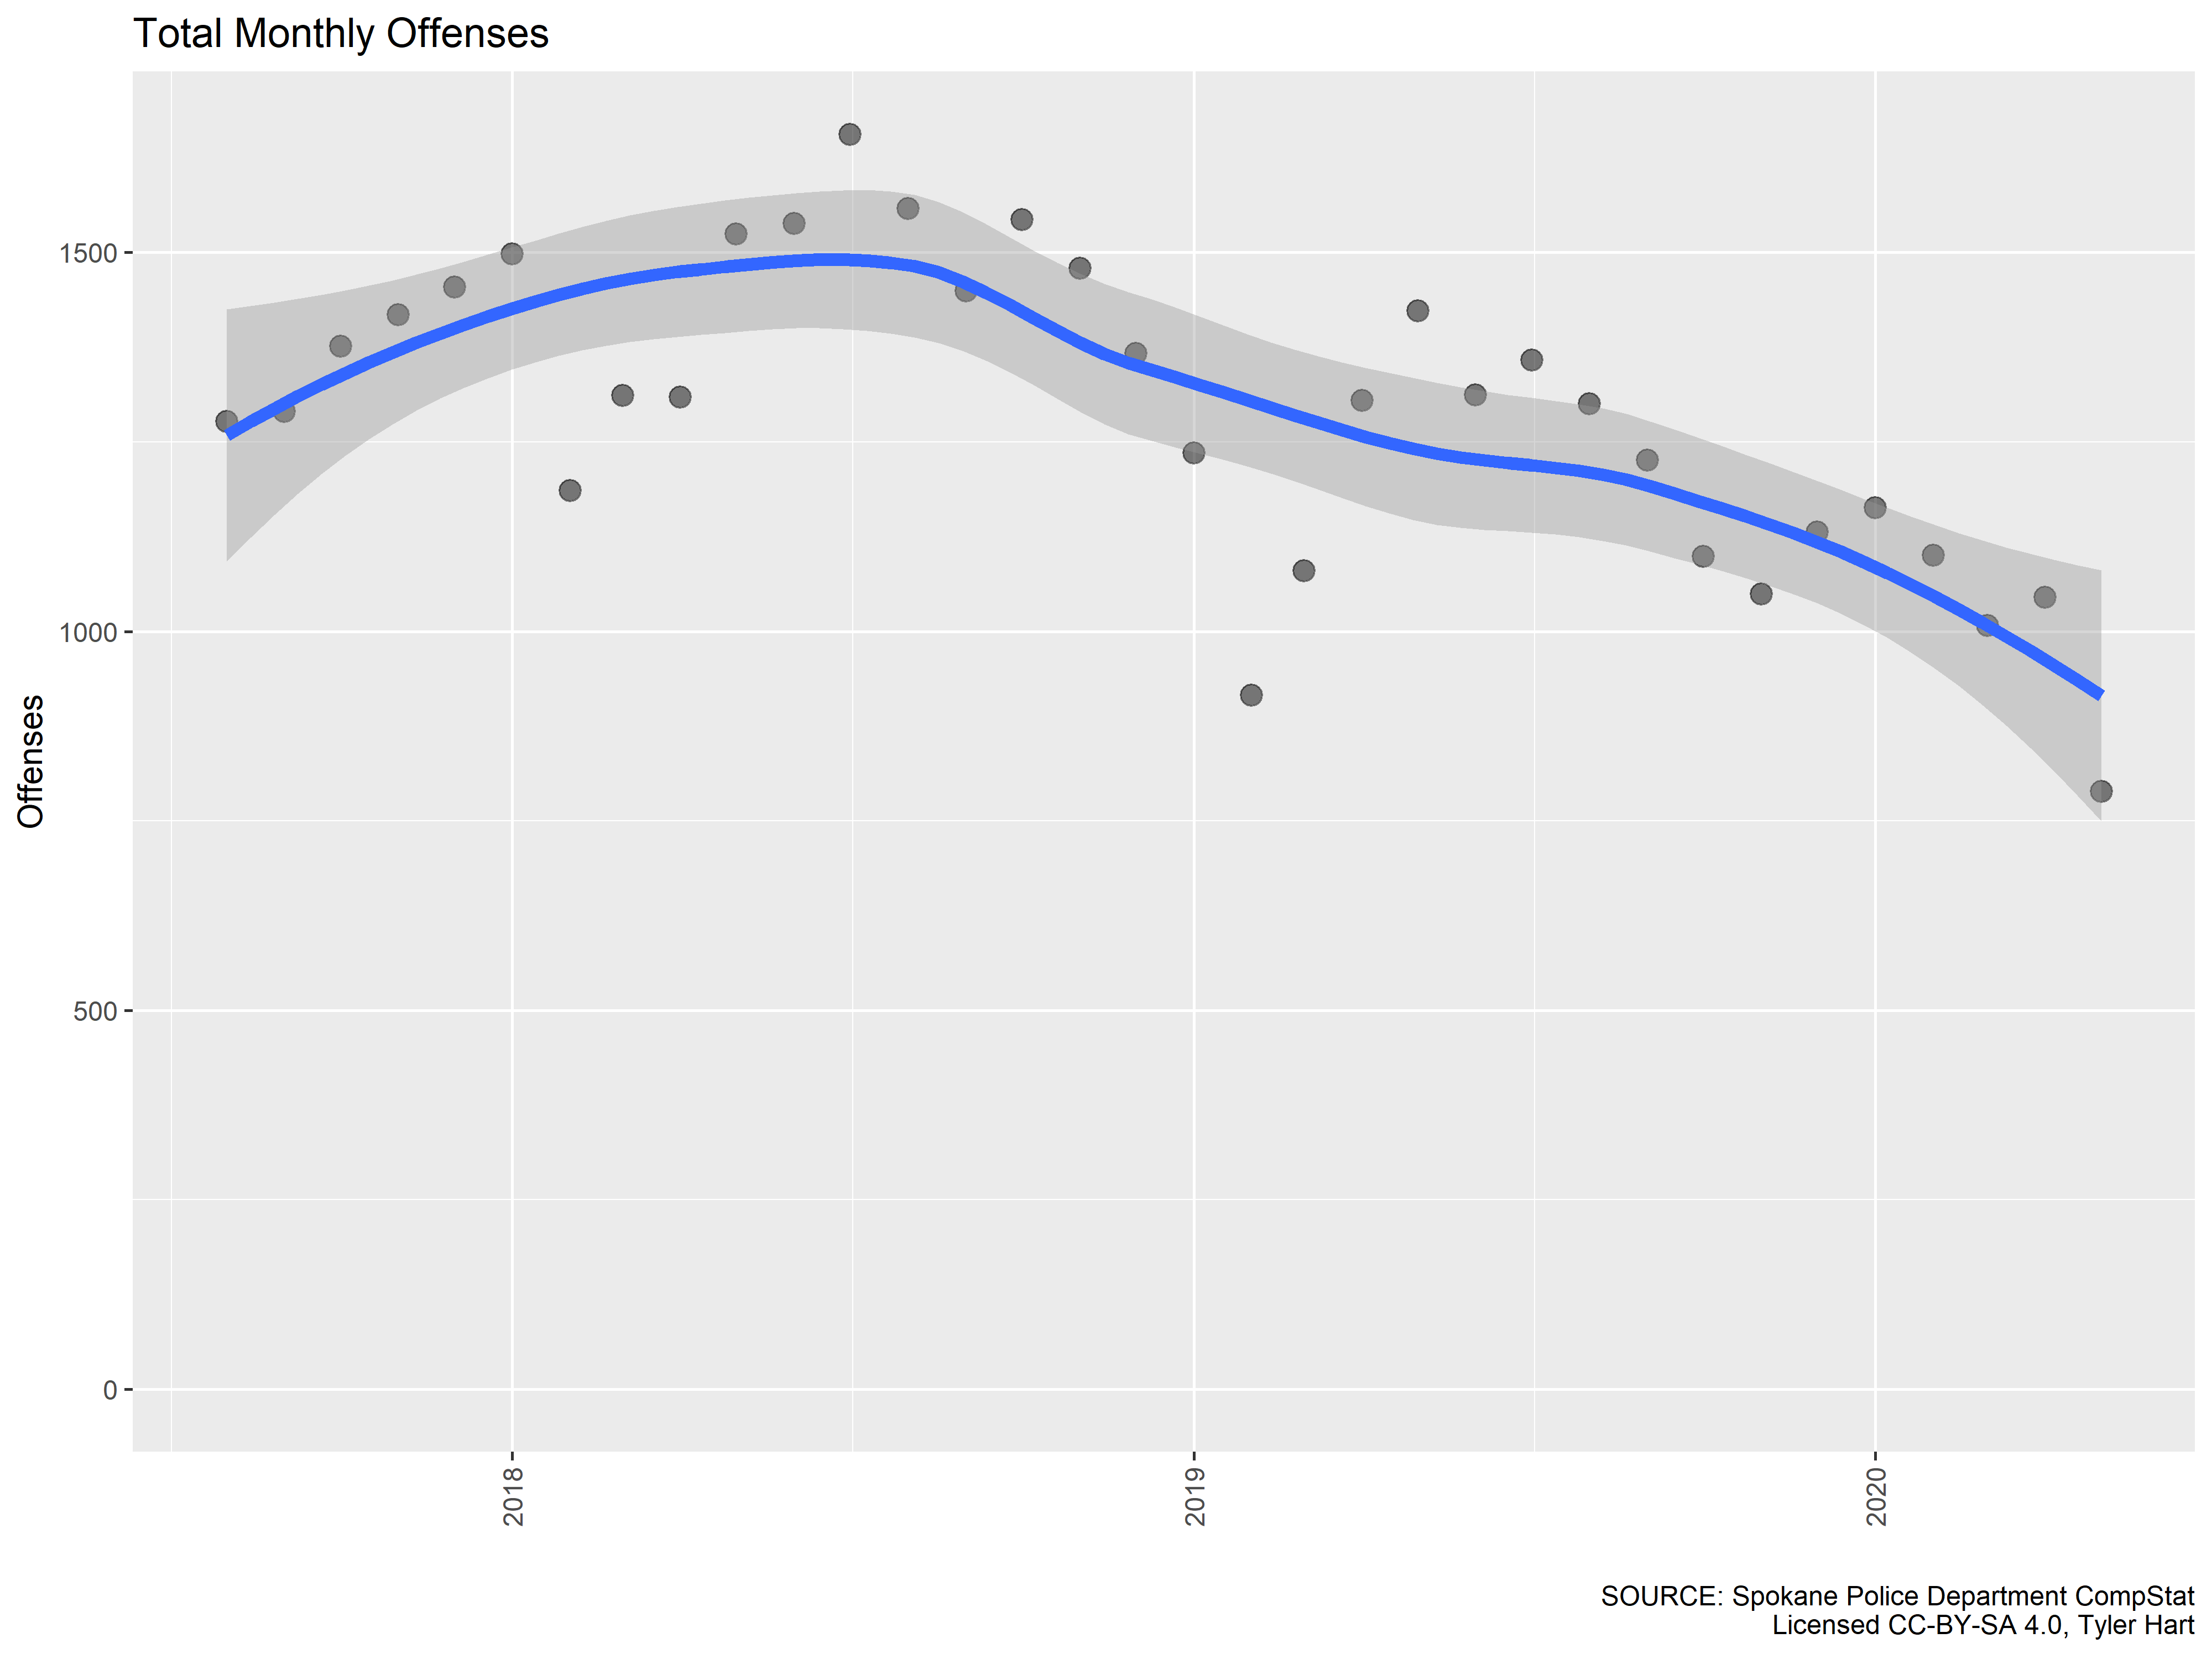 Total Monthly Offenses
Offenses
1500
1000
500
0
2018
2019
2020
SOURCE: Spokane Police Department CompStat
Licensed CC-BY-SA 4.0, Tyler Hart